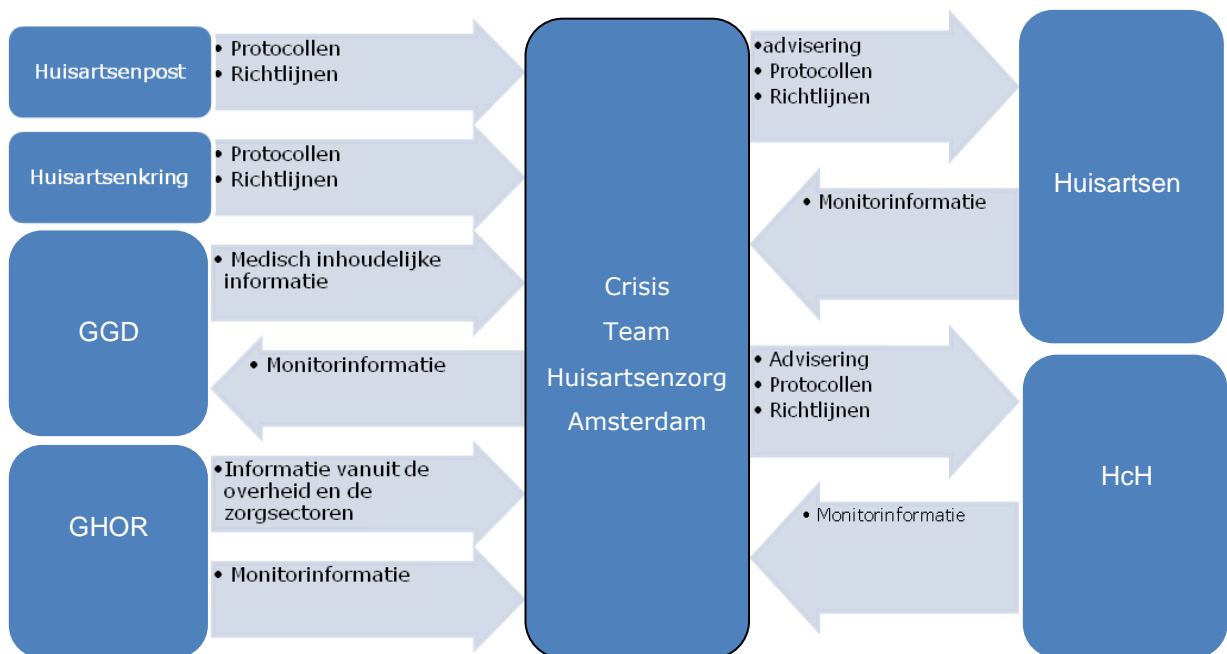 Huisartsenpost
• Protocollen
• Richtlijnen
Huisartsenkring
• Protocollen
• Richtlijnen
GGD
• Medisch inhoudelijke
informatie
• Monitorinformatie
GHOR
•Informatie vanuit de
overheid en de
zorgsectoren
• Monitorinformatie
Crisis
Team
Huisartsenzorg
Amsterdam
•advisering
• Protocollen
• Richtlijnen
• Monitorinformatie
Huisartsen
• Advisering
• Protocollen
• Richtlijnen
• Monitorinformatie
HcH